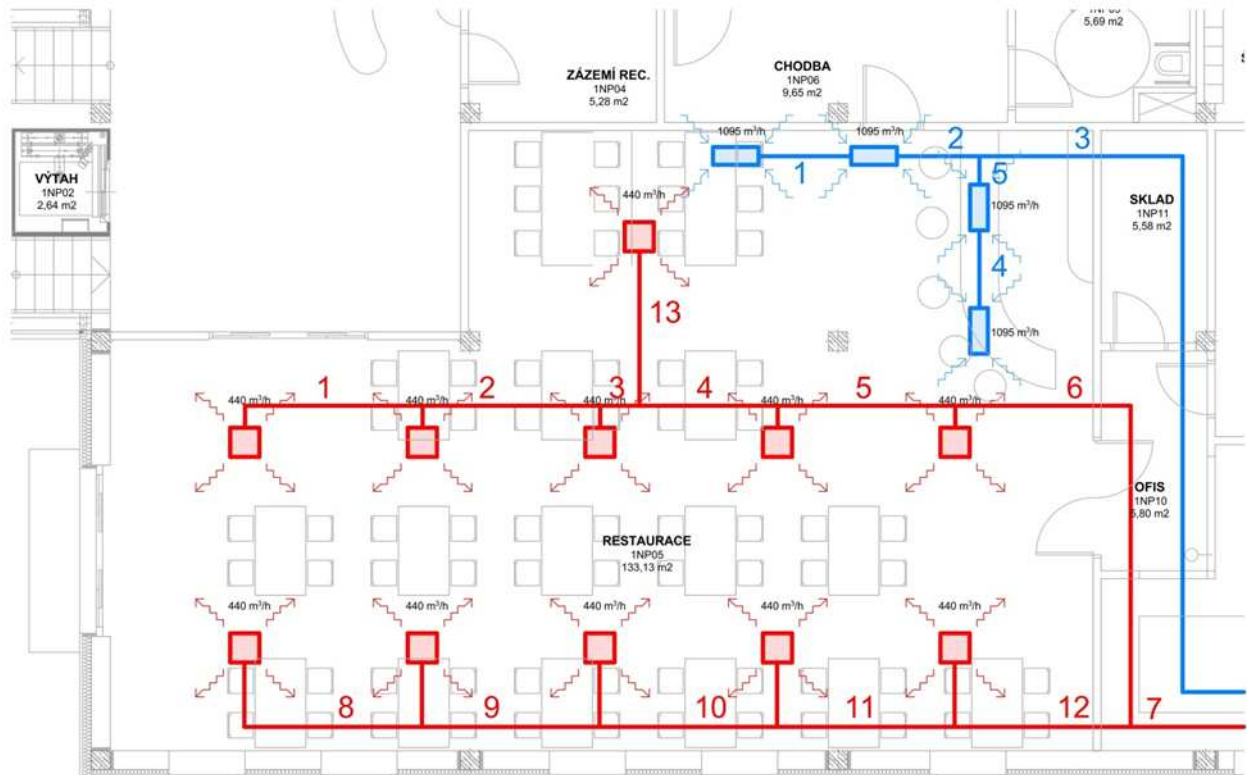 5,69 m2
CHODBA
1NP06
9,65 m2
ZÁZEMÍ REC.
1NP04
5,28 m2
1095 m³/h
1095 m³/h
2
3
1
5
VÝTAH
1NP02
2,64 m2
440 m³/h
1095 m³/h
SKLAD
1NP11
5,58 m2
4
13
1095 m³/h
1
2
3
4
5
6
440 m³/h
440 m³/h
440 m³/h
440 m³/h
440 m³/h
OFIS
1NP10
5,80 m2
RESTAURACE
1NP05
133,13 m2
440 m³/h
440 m³/h
440 m³/h
440 m³/h
440 m³/h
8
9
10
11
12
7